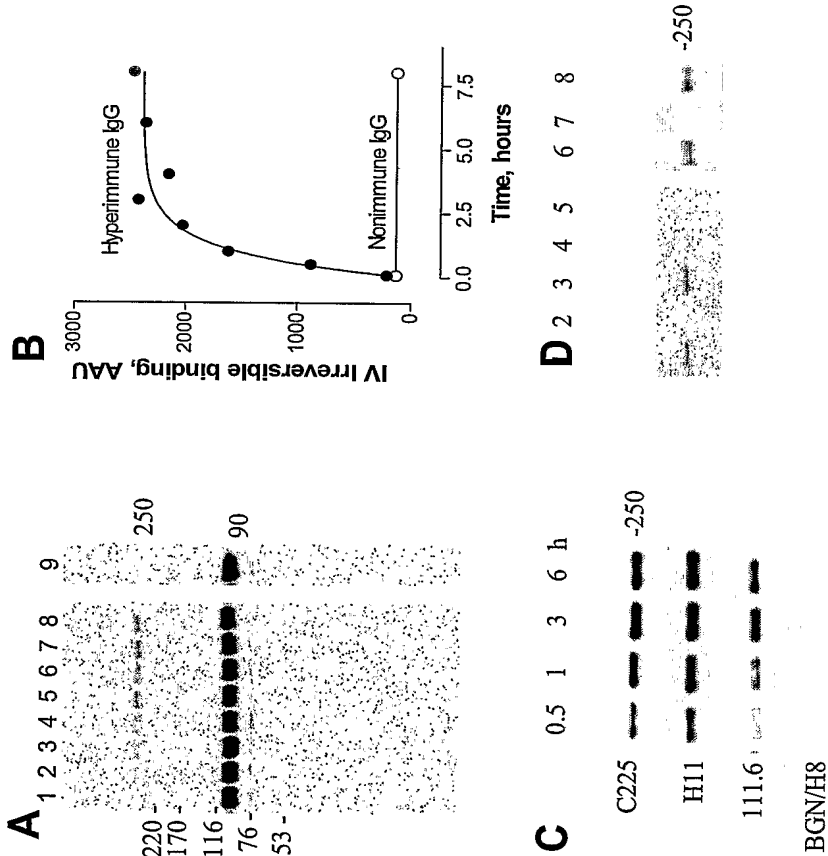 A
1 2 3 4 5 6 7 8 9
220 -
170 -
116 -
76 -
53 -
250
90
B
IV Irreversible binding, AAU
3000
2000
1000
0
Hyperimmune IgG
Nonimmune IgG
0.0 2.5 5.0 7.5
Time, hours
C
0.5 1 3 6 h
C225
H11
111.6
BGN/H8
-250
D
2 3 4 5 6 7 8
-250